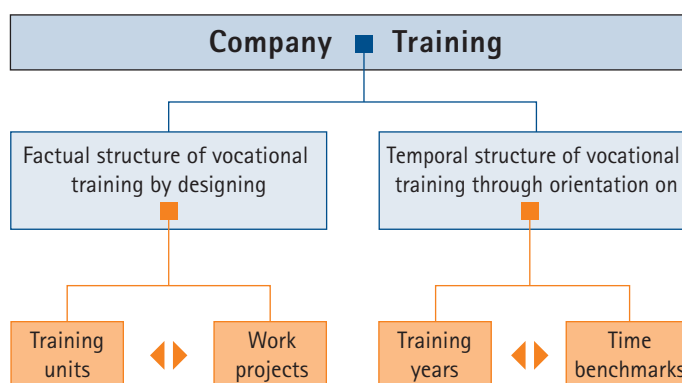 Company Training
Factual structure of vocational
training by designing
Temporal structure of vocational
training through orientation on
Training
units
Work
projects
Training
years
Time
benchmarks